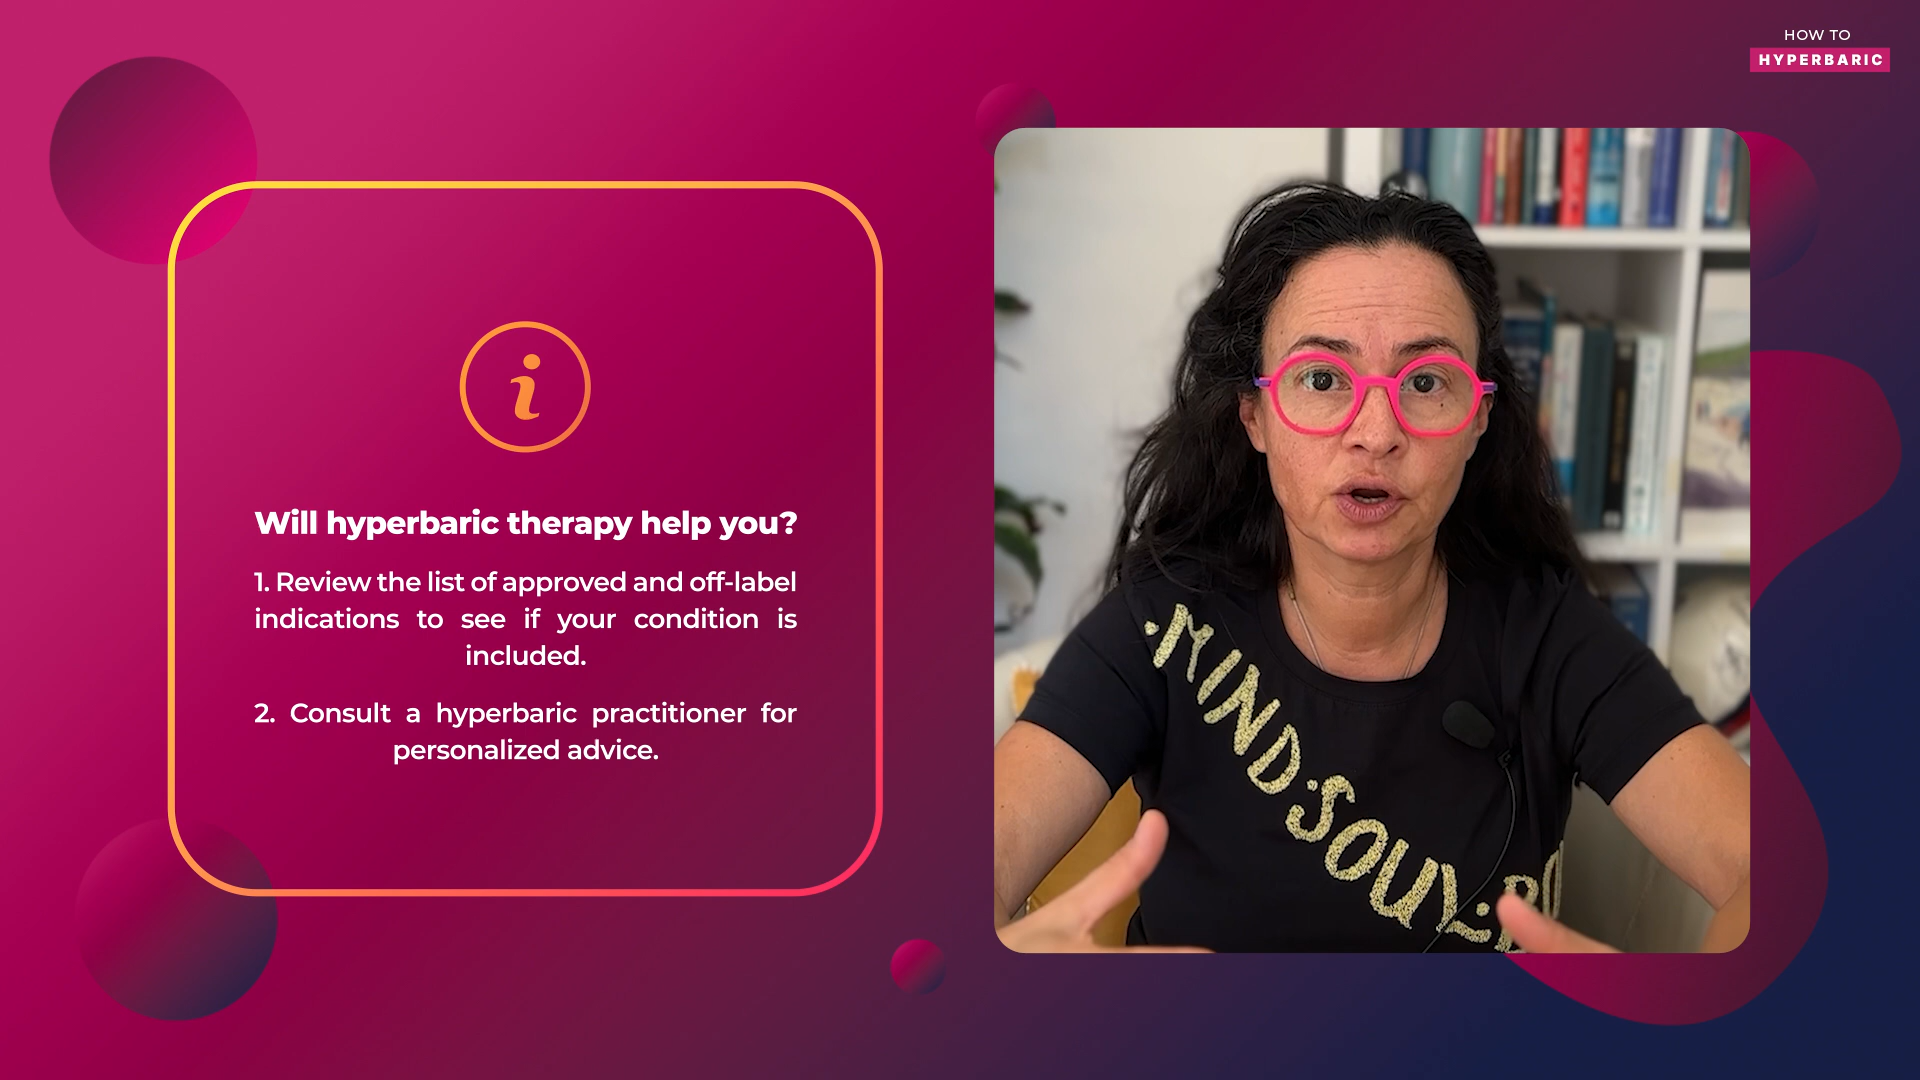 HOW TO
HYPERBARIC
i
Will hyperbaric therapy help you?
1. Review the list of approved and off-label
indications to see if your condition is
included.
2. Consult a hyperbaric practitioner for
personalized advice.
.MIND.SOUL.